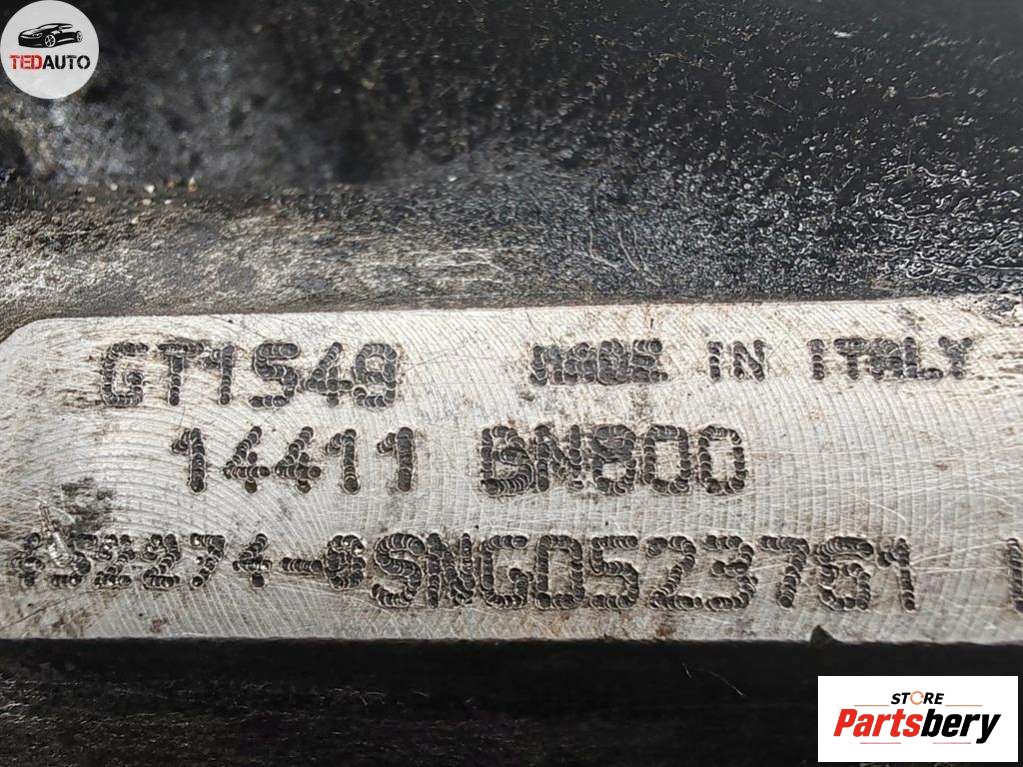 TEDAUTO
GT1549 MADE IN ITALY
14411 BN800
SNG0523761
STORE
Partsbery